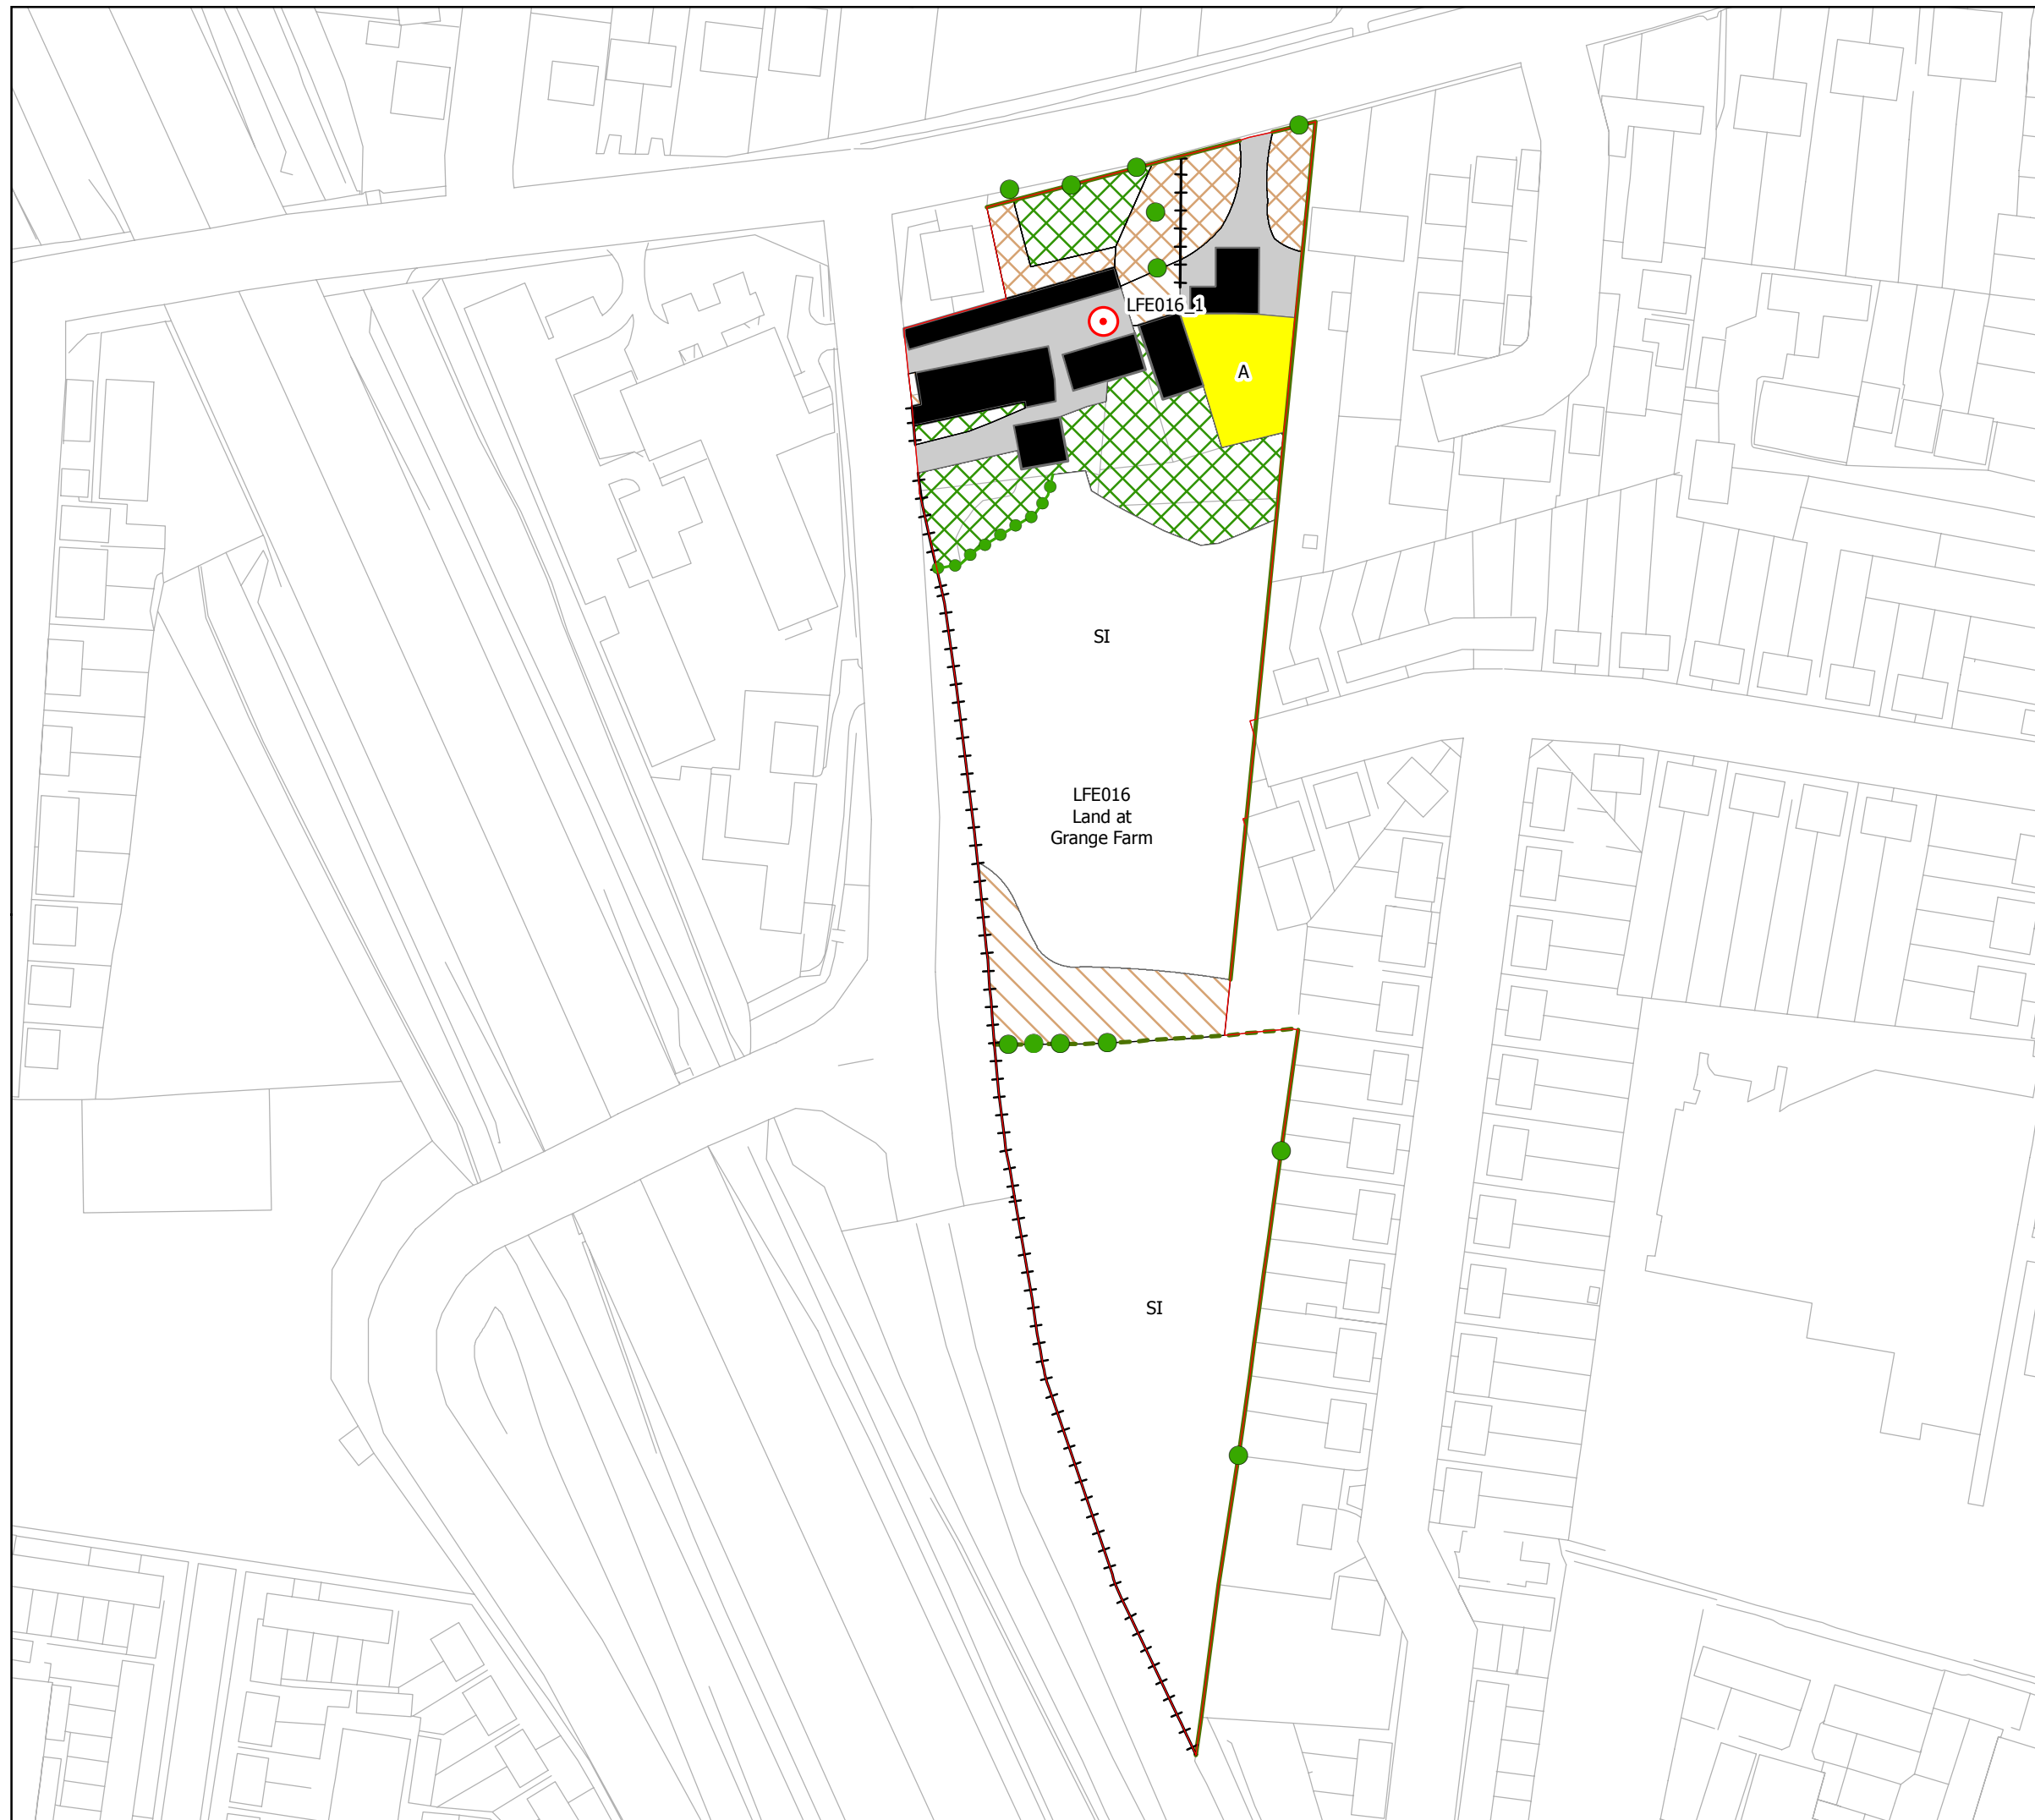 LFE016_1
A
SI
LFE016
Land at
Grange Farm
SI